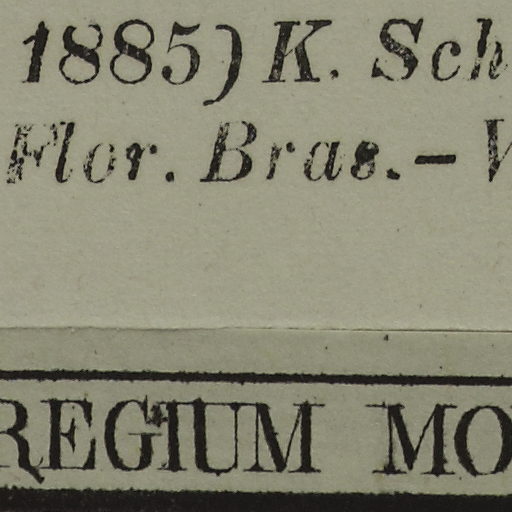 1885) K. Sch
Flor. Bras.– V
REGIUM MO